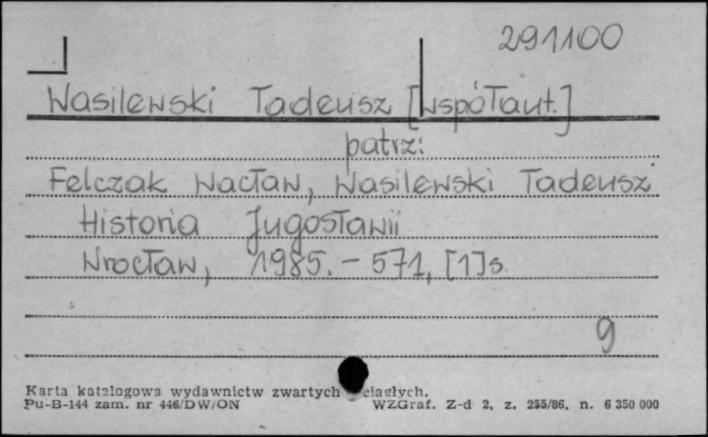 291100
Wasilewski Tadeusz [współaut.]
patrz:
Felczak Wacław, Wasilewski Tadeusz
Historia Jugosławii
Wrocław, 1985. – 571, [1] s.
9
Karta katalogowa wydawnictw zwartych ciągłych.
Pu-B-144 zam. nr 446/DW/ON WZGraf. Z-d 2, z. 255/86, n. 6 350 000